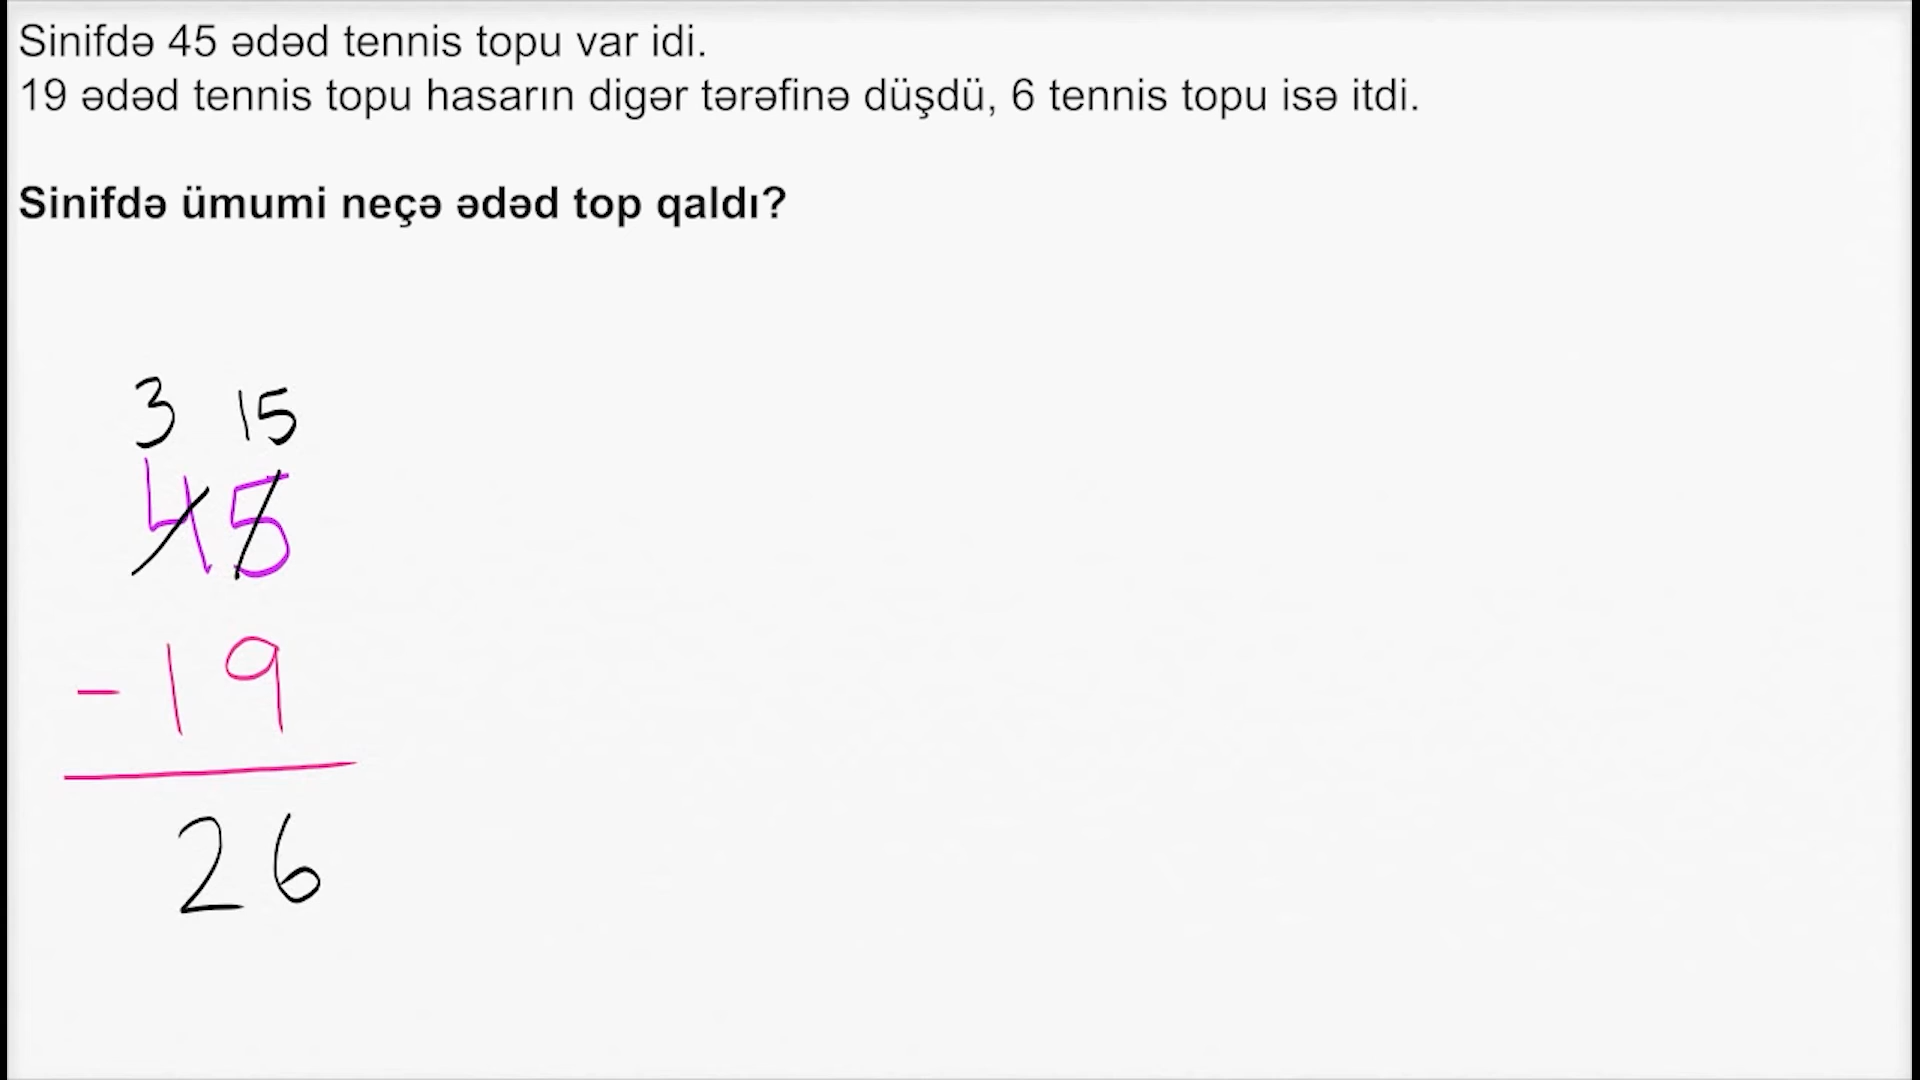 Sinifdə 45 ədəd tennis topu var idi.
19 ədəd tennis topu hasarın digər tərəfinə düşdü, 6 tennis topu isə itdi.
Sinifdə ümumi neçə ədəd top qaldı?
3 15
45
-19
26